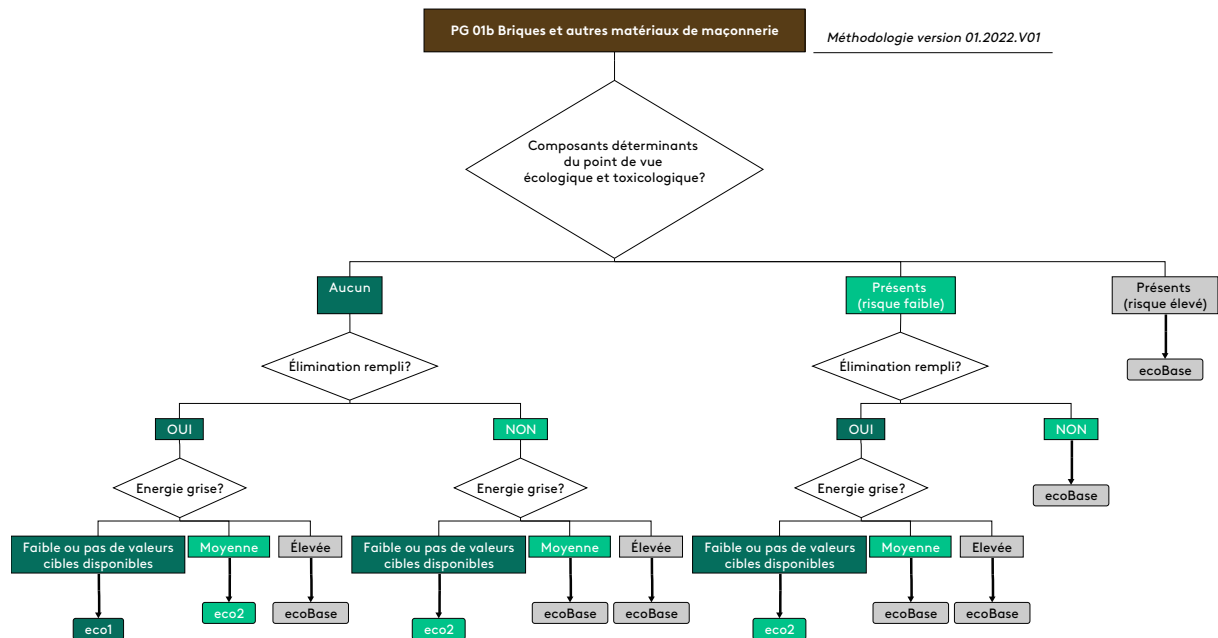 PG 01b Briques et autres matériaux de maçonnerie
Méthodologie version 01.2022.V01
Composants déterminants
du point de vue
écologique et toxicologique?
Aucun
Présents
(risque faible)
Présents
(risque élevé)
Élimination rempli?
Élimination rempli?
ecoBase
OUI
NON
OUI
NON
Energie grise?
Energie grise?
Energie grise?
ecoBase
Faible ou pas de valeurs
cibles disponibles
Moyenne
Élevée
Faible ou pas de valeurs
cibles disponibles
Moyenne
Élevée
Faible ou pas de valeurs
cibles disponibles
Moyenne
Elevée
eco1
eco2
ecoBase
eco2
ecoBase
ecoBase
eco2
ecoBase
ecoBase